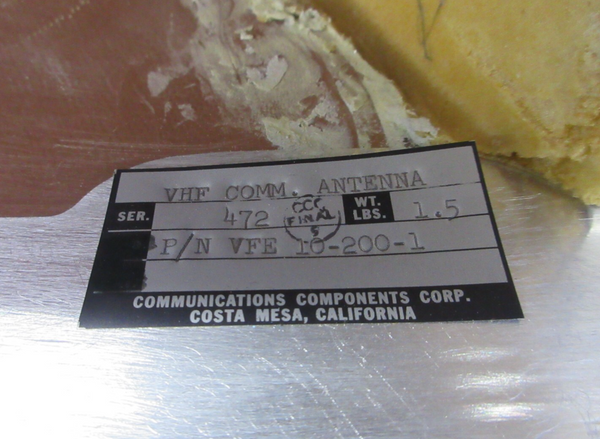 VHF COMM. ANTENNA
SER. 472 WT. LBS. 1.5
CCC FINAL 5
P/N VFE 10-200-1
COMMUNICATIONS COMPONENTS CORP.
COSTA MESA, CALIFORNIA